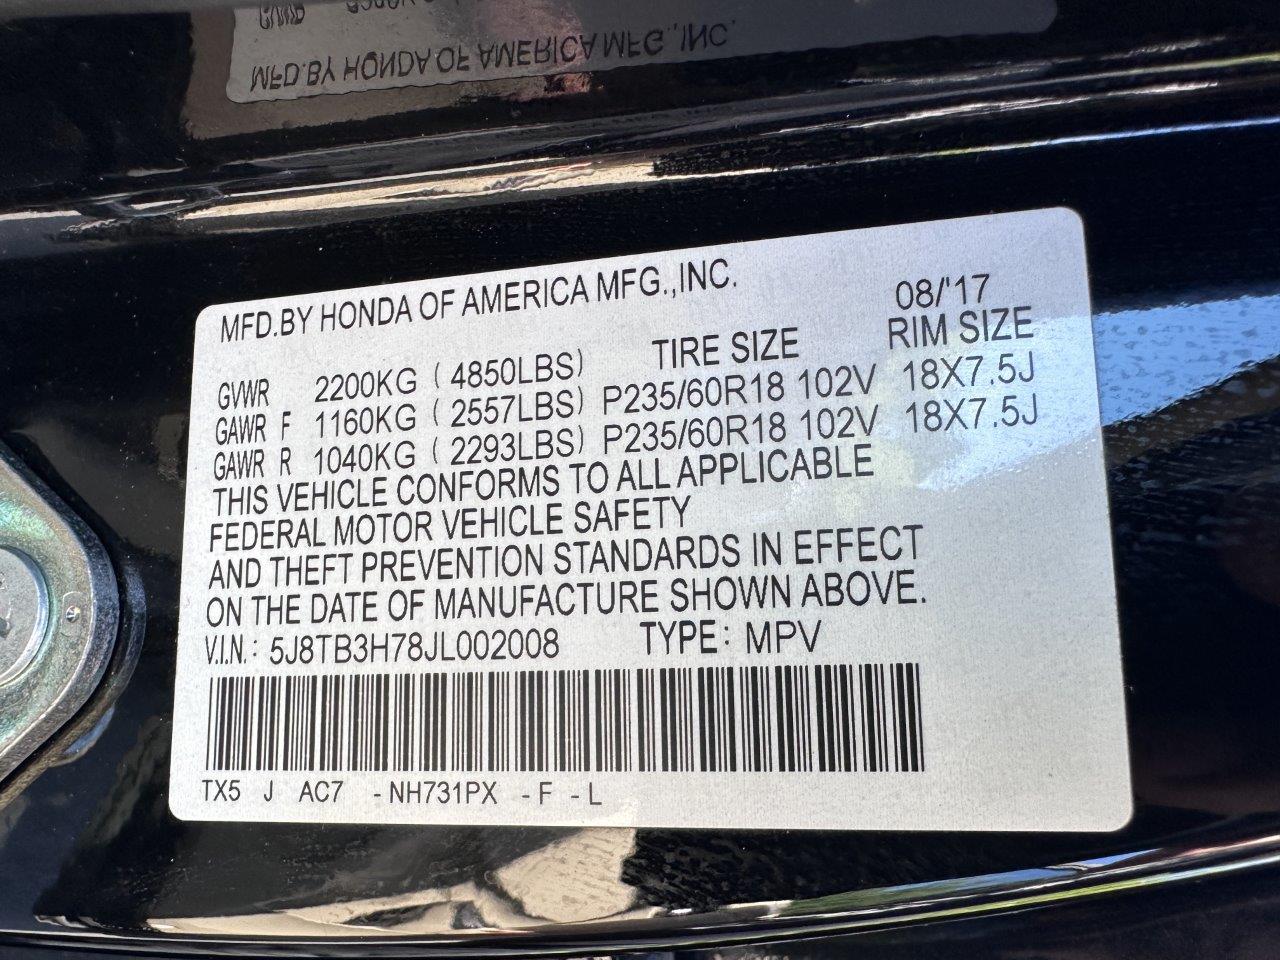 MFD.BY HONDA OF AMERICA MFG.,INC.
MFD.BY HONDA OF AMERICA MFG.,INC. 08/'17
GVWR 2200KG ( 4850LBS) TIRE SIZE RIM SIZE
GAWR F 1160KG ( 2557LBS) P235/60R18 102V 18X7.5J
GAWR R 1040KG ( 2293LBS) P235/60R18 102V 18X7.5J
THIS VEHICLE CONFORMS TO ALL APPLICABLE
FEDERAL MOTOR VEHICLE SAFETY
AND THEFT PREVENTION STANDARDS IN EFFECT
ON THE DATE OF MANUFACTURE SHOWN ABOVE.
V.I.N.: 5J8TB3H78JL002008 TYPE: MPV
TX5 J AC7 -NH731PX -F -L